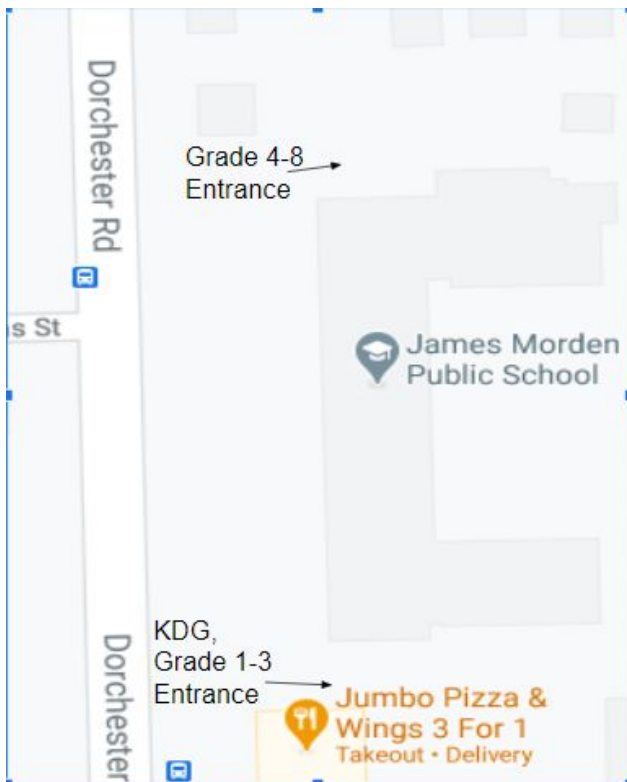 Dorchester Rd
Grade 4-8
Entrance
s St
James Morden
Public School
KDG,
Grade 1-3
Entrance
Dorchester
Jumbo Pizza &
Wings 3 For 1
Takeout • Delivery